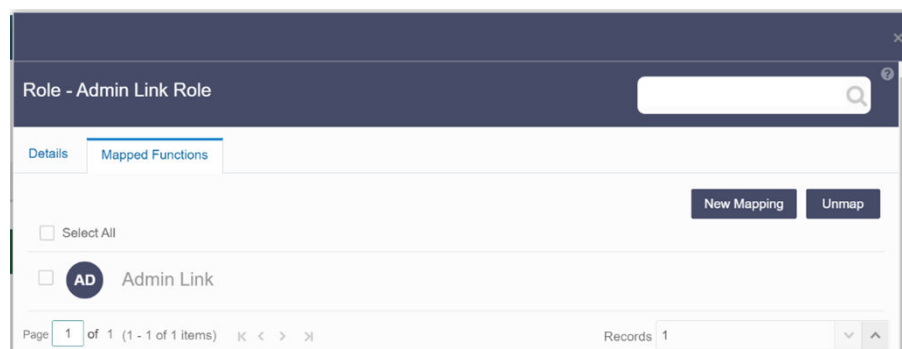 ×
?
Role - Admin Link Role
Details Mapped Functions
New Mapping Unmap
Select All
AD Admin Link
Page 1 of 1 (1 - 1 of 1 items) Records 1